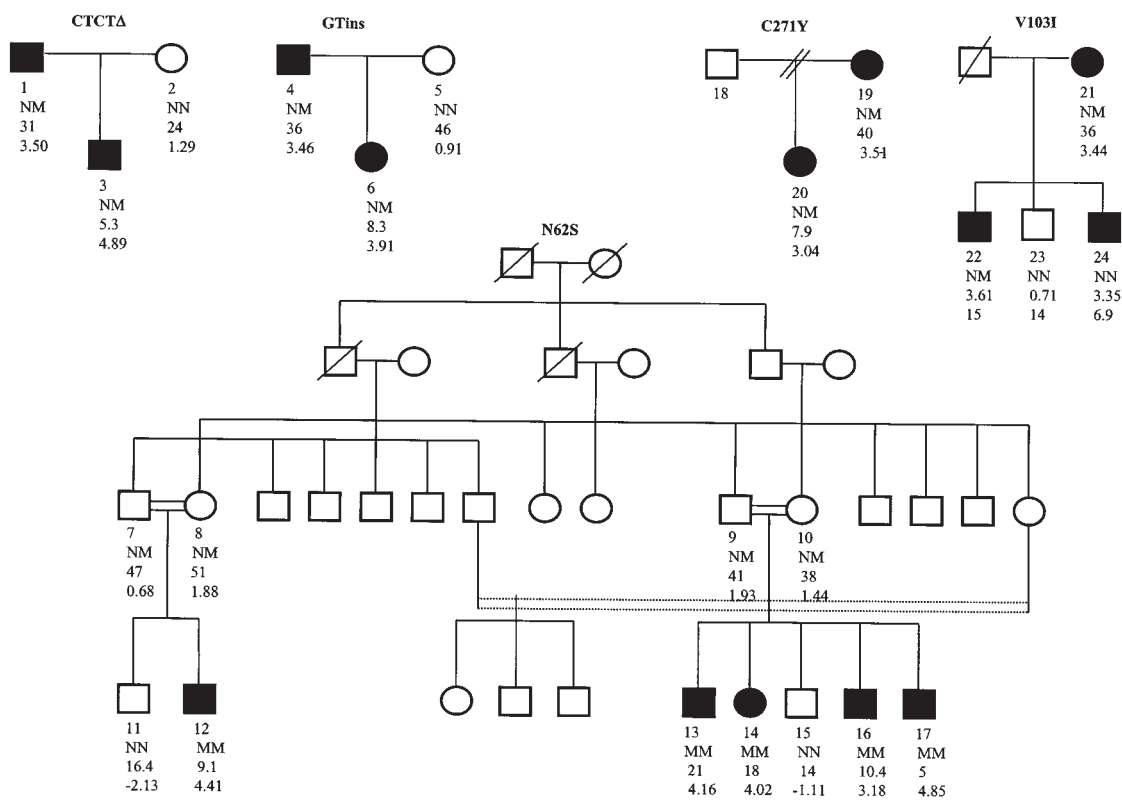 CTCTΔ
GTins
C271Y
V103I
1
NM
31
3.50
2
NN
24
1.29
3
NM
5.3
4.89
4
NM
36
3.46
5
NN
46
0.91
6
NM
8.3
3.91
18
19
NM
40
3.51
20
NM
7.9
3.04
21
NM
36
3.44
22
NM
3.61
15
23
NN
0.71
14
24
NN
3.35
6.9
N62S
7
NM
47
0.68
8
NM
51
1.88
9
NM
41
1.93
10
NM
38
1.44
11
NN
16.4
-2.13
12
MM
9.1
4.41
13
MM
21
4.16
14
MM
18
4.02
15
NN
14
-1.11
16
MM
10.4
3.18
17
MM
5
4.85